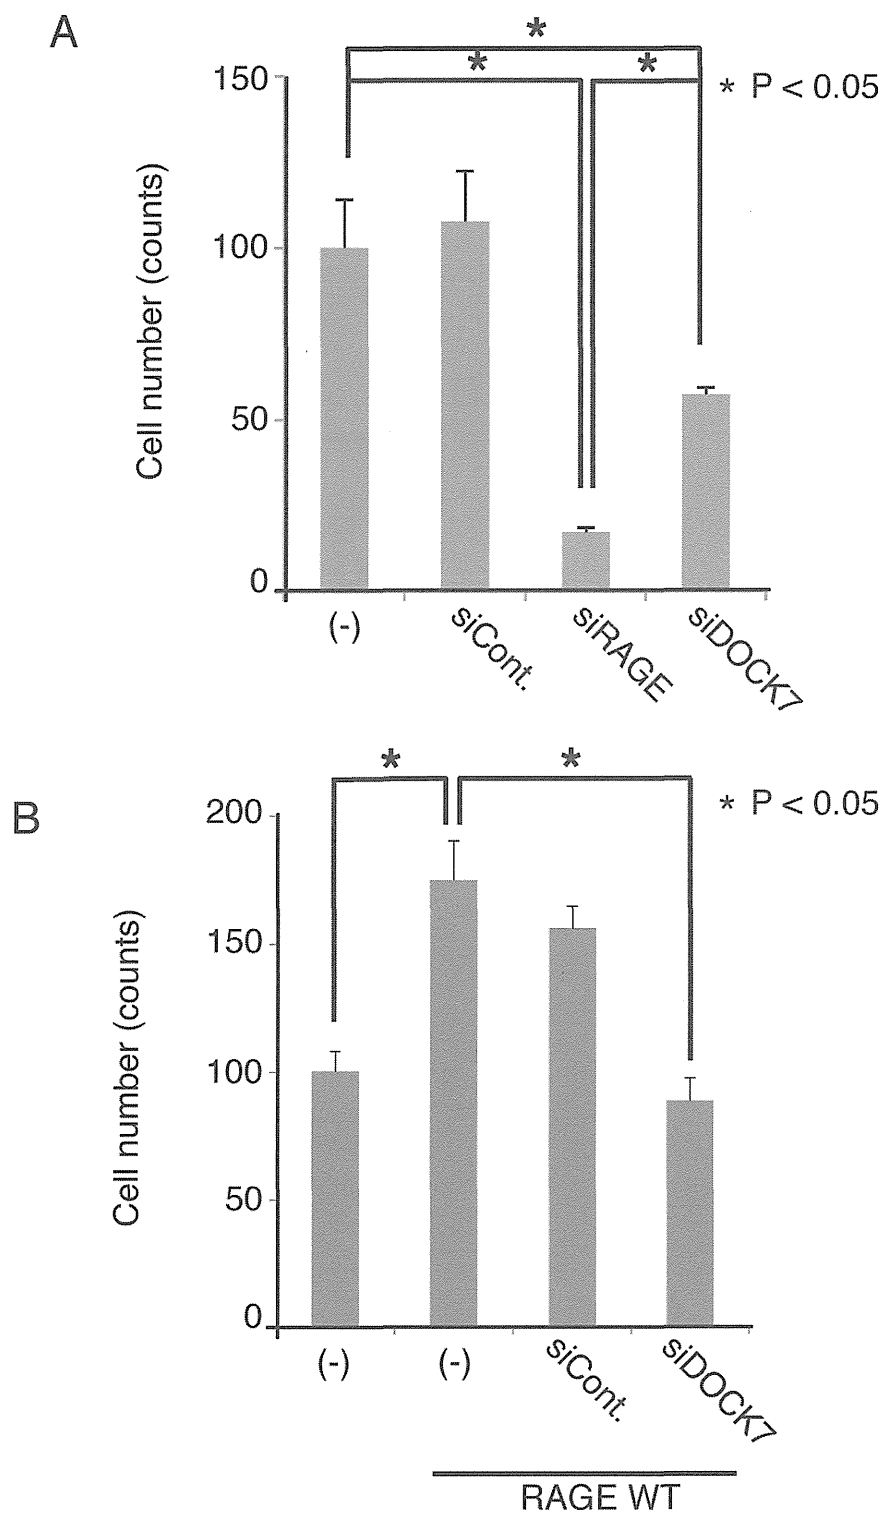 A
*
* *
150
* P < 0.05
Cell number (counts)
100
50
0
(-) siCont. siRAGE siDOCK7
* *
B
200
* P < 0.05
Cell number (counts)
150
100
50
0
(-) (-) siCont. siDOCK7
RAGE WT